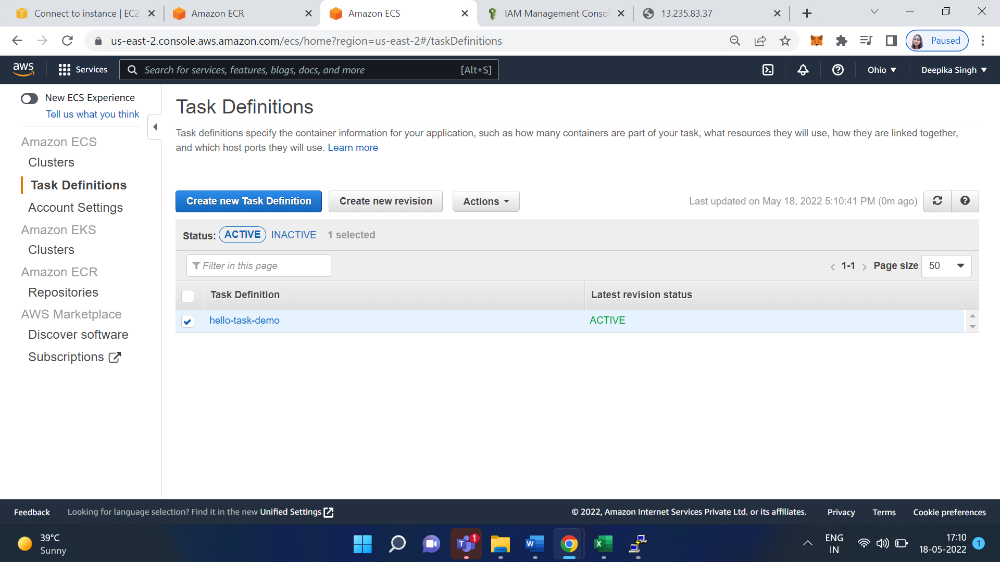 Connect to instance | EC2
Amazon ECR
Amazon ECS
IAM Management Consol
13.235.83.37
us-east-2.console.aws.amazon.com/ecs/home?region=us-east-2#/taskDefinitions
Paused
aws
Services
Search for services, features, blogs, docs, and more
[Alt+S]
Ohio
Deepika Singh
New ECS Experience
Tell us what you think
Amazon ECS
Clusters
Task Definitions
Account Settings
Amazon EKS
Clusters
Amazon ECR
Repositories
AWS Marketplace
Discover software
Subscriptions
Task Definitions
Task definitions specify the container information for your application, such as how many containers are part of your task, what resources they will use, how they are linked together,
and which host ports they will use. Learn more
Create new Task Definition
Create new revision
Actions
Last updated on May 18, 2022 5:10:41 PM (0m ago)
Status: ACTIVE INACTIVE 1 selected
Filter in this page
1-1
Page size
50
Task Definition
Latest revision status
hello-task-demo
ACTIVE
Feedback
Looking for language selection? Find it in the new Unified Settings
© 2022, Amazon Internet Services Private Ltd. or its affiliates.
Privacy
Terms
Cookie preferences
39°C
Sunny
1
ENG
IN
17:10
18-05-2022
1